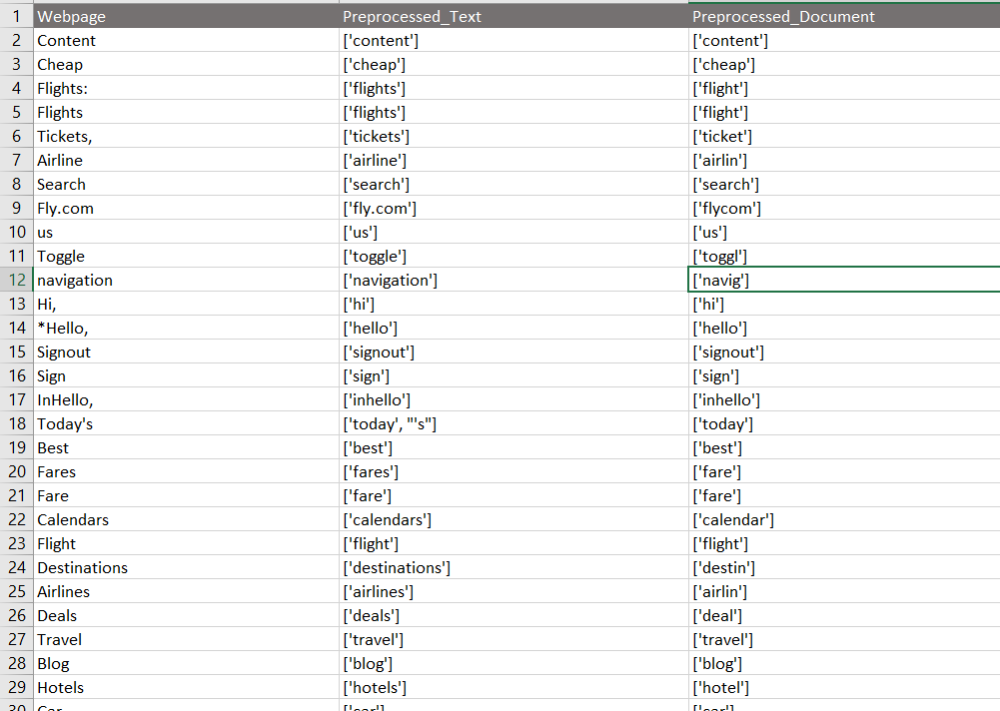 1 Webpage Preprocessed_Text Preprocessed_Document
2 Content ['content'] ['content']
3 Cheap ['cheap'] ['cheap']
4 Flights: ['flights'] ['flight']
5 Flights ['flights'] ['flight']
6 Tickets, ['tickets'] ['ticket']
7 Airline ['airline'] ['airlin']
8 Search ['search'] ['search']
9 Fly.com ['fly.com'] ['flycom']
10 us ['us'] ['us']
11 Toggle ['toggle'] ['toggl']
12 navigation ['navigation'] ['navig']
13 Hi, ['hi'] ['hi']
14 *Hello, ['hello'] ['hello']
15 Signout ['signout'] ['signout']
16 Sign ['sign'] ['sign']
17 InHello, ['inhello'] ['inhello']
18 Today's ['today', "'s"] ['today']
19 Best ['best'] ['best']
20 Fares ['fares'] ['fare']
21 Fare ['fare'] ['fare']
22 Calendars ['calendars'] ['calendar']
23 Flight ['flight'] ['flight']
24 Destinations ['destinations'] ['destin']
25 Airlines ['airlines'] ['airlin']
26 Deals ['deals'] ['deal']
27 Travel ['travel'] ['travel']
28 Blog ['blog'] ['blog']
29 Hotels ['hotels'] ['hotel']
30 Car ['car'] ['car']